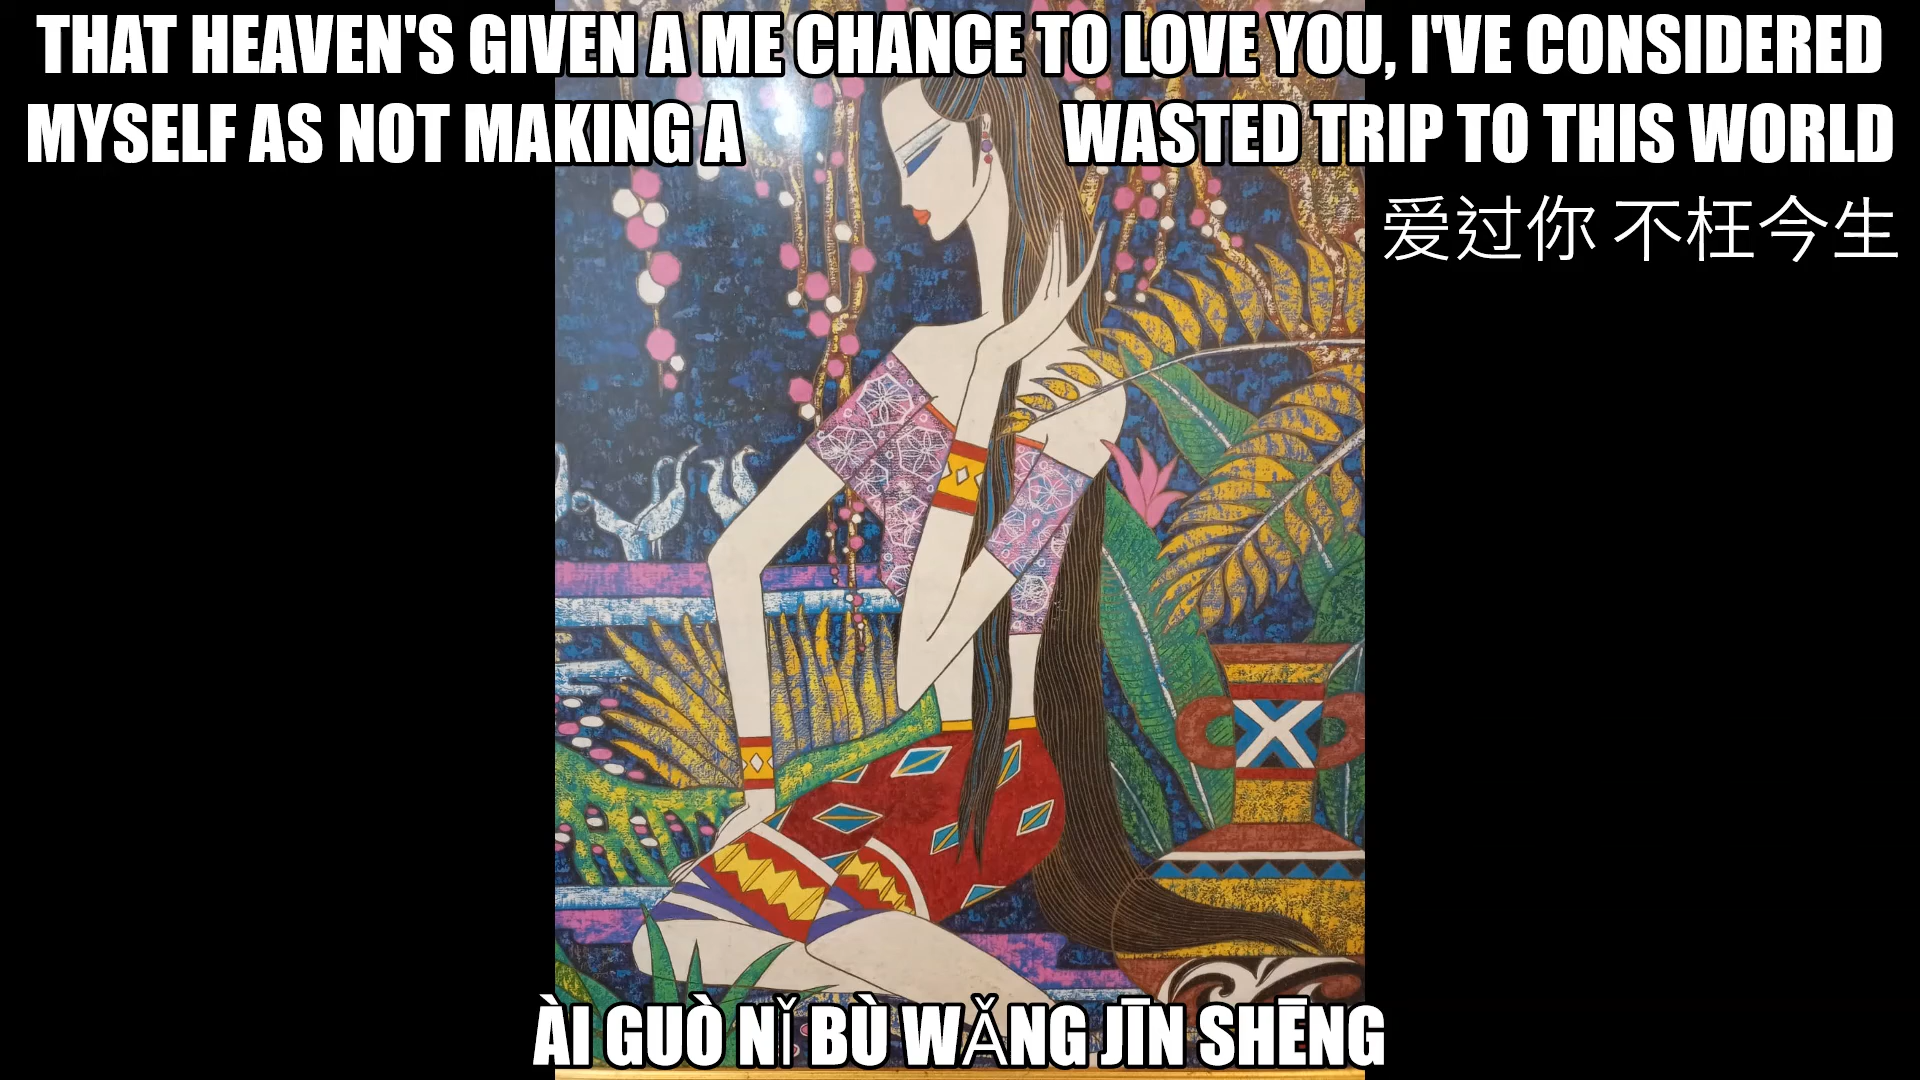 THAT HEAVEN'S GIVEN A ME CHANCE TO LOVE YOU, I'VE CONSIDERED
MYSELF AS NOT MAKING A WASTED TRIP TO THIS WORLD
爱过你 不枉今生
ÀI GUÒ NǏ BÙ WǍNG JĪN SHĒNG